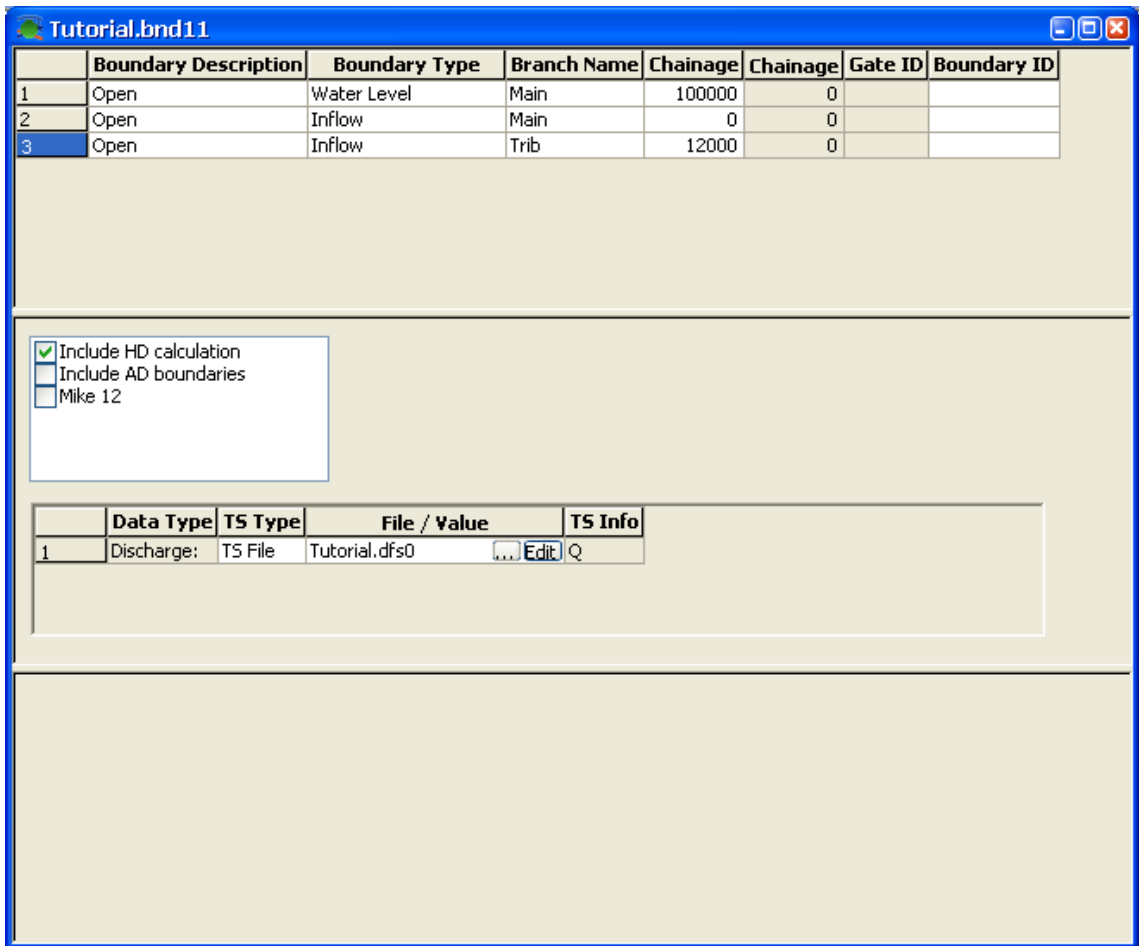 Tutorial.bnd11
Boundary Description Boundary Type Branch Name Chainage Chainage Gate ID Boundary ID
1 Open Water Level Main 100000 0
2 Open Inflow Main 0 0
3 Open Inflow Trib 12000 0
Include HD calculation
Include AD boundaries
Mike 12
Data Type TS Type File / Value TS Info
1 Discharge: TS File Tutorial.dfs0 ... Edit Q